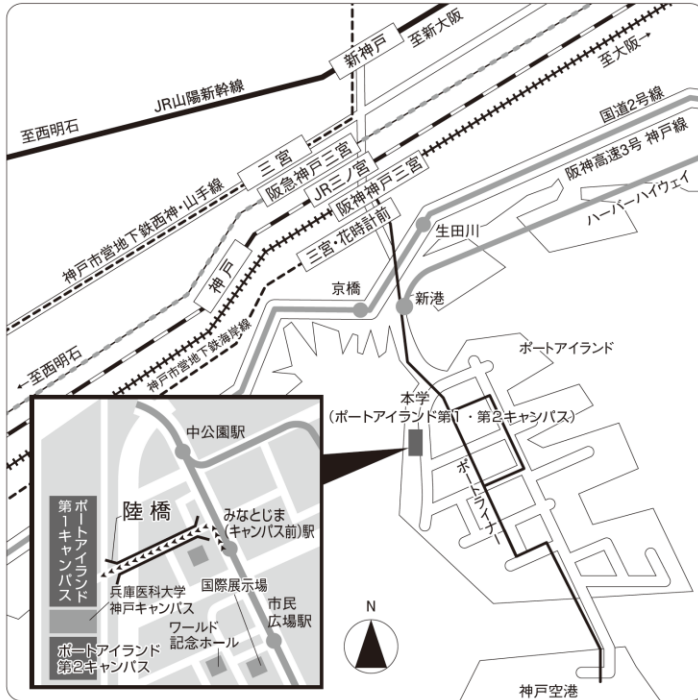 新神戸
至新大阪
至大阪→
JR山陽新幹線
至西明石
国道2号線
三宮
阪急神戸三宮
JR三ノ宮
阪神神戸三宮
阪神高速3号 神戸線
ハーバーハイウェイ
神戸市営地下鉄西神・山手線
三宮・花時計前
生田川
神戸
京橋
新港
←至西明石
神戸市営地下鉄海岸線
ポートアイランド
本学
(ポートアイランド第1・第2キャンパス)
ポートライナー
中公園駅
ポートアイランド
第1キャンパス
陸橋
みなとじま
(キャンパス前)駅
兵庫医科大学
神戸キャンパス
国際展示場
市民
広場駅
ワールド
記念ホール
ポートアイランド
第2キャンパス
N
神戸空港